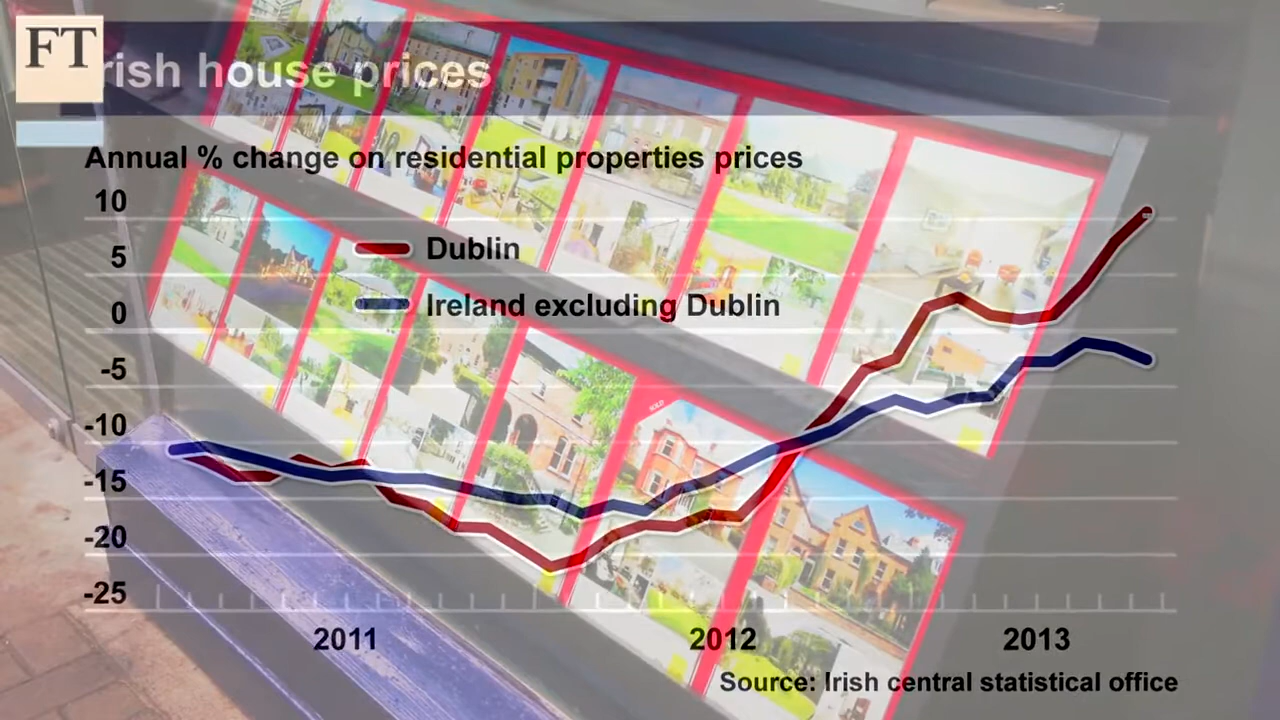 FT
rish house prices
Annual % change on residential properties prices
10
5
0
-5
-10
-15
-20
-25
Dublin
Ireland excluding Dublin
SOLD
2011 2012 2013
Source: Irish central statistical office